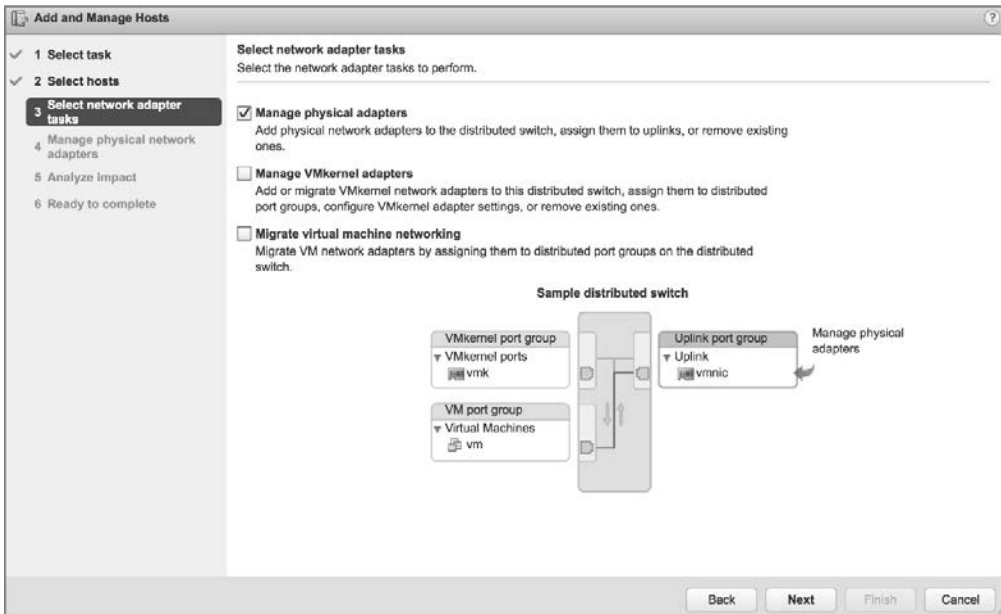 Add and Manage Hosts
?
1 Select task
2 Select hosts
3 Select network adapter
tasks
4 Manage physical network
adapters
5 Analyze impact
6 Ready to complete
Select network adapter tasks
Select the network adapter tasks to perform.
Manage physical adapters
Add physical network adapters to the distributed switch, assign them to uplinks, or remove existing
ones.
Manage VMkernel adapters
Add or migrate VMkernel network adapters to this distributed switch, assign them to distributed
port groups, configure VMkernel adapter settings, or remove existing ones.
Migrate virtual machine networking
Migrate VM network adapters by assigning them to distributed port groups on the distributed
switch.
Sample distributed switch
VMkernel port group
VMkernel ports
vmk
VM port group
Virtual Machines
vm
Uplink port group
Uplink
vmnic
Manage physical
adapters
Back
Next
Finish
Cancel